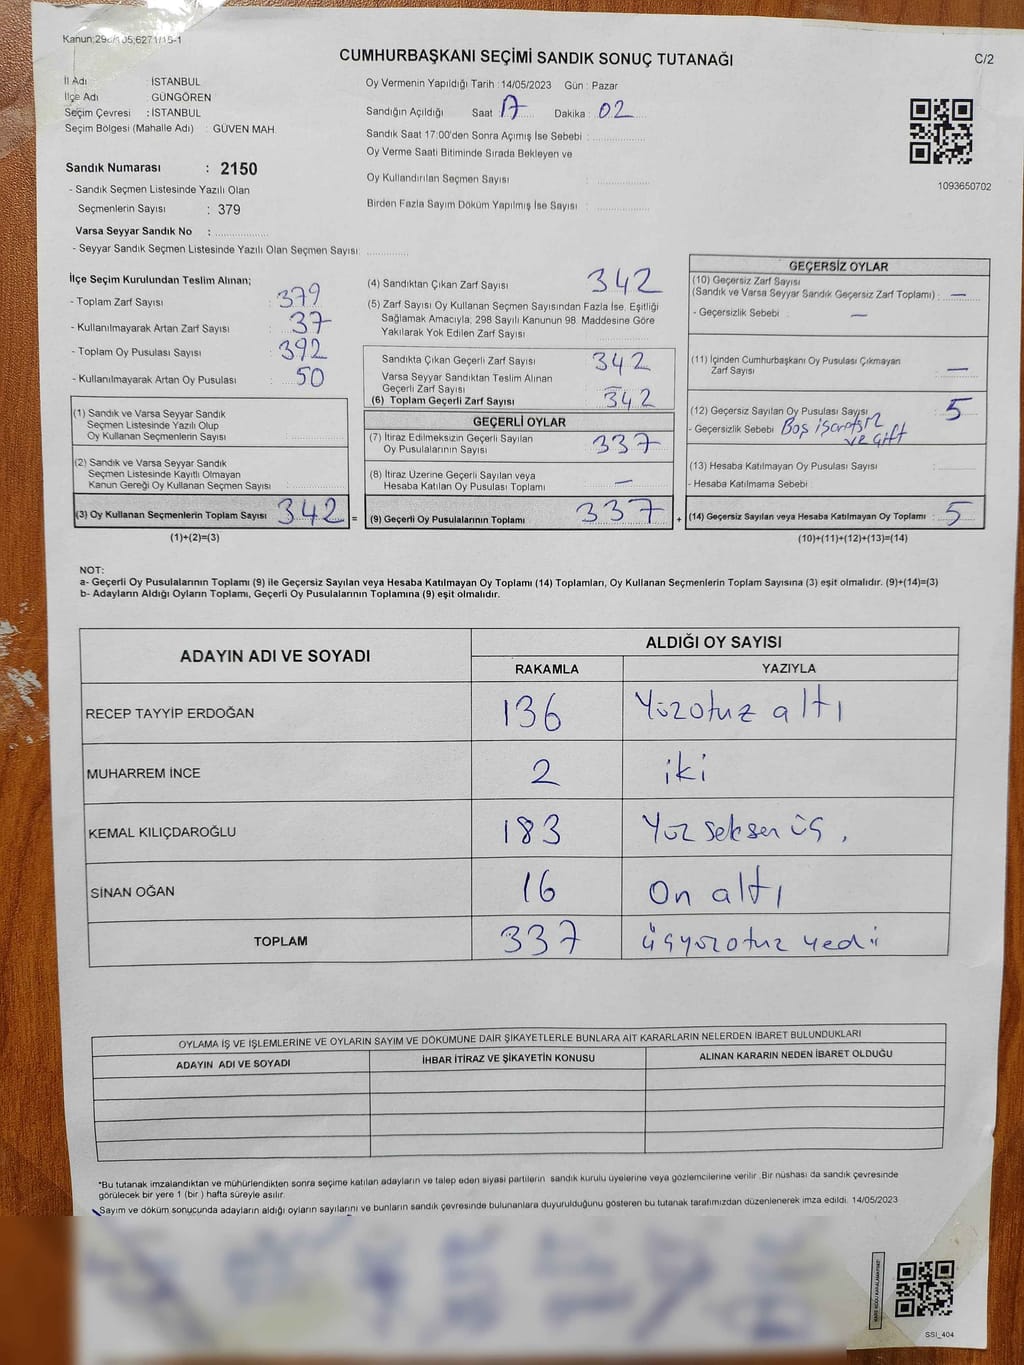 Kanun:298/105,6271/15-1
CUMHURBAŞKANI SEÇİMİ SANDIK SONUÇ TUTANAĞI
C/2
İl Adı : İSTANBUL
İlçe Adı : GÜNGÖREN
Seçim Çevresi : İSTANBUL
Seçim Bölgesi (Mahalle Adı) : GÜVEN MAH.
Sandık Numarası : 2150
- Sandık Seçmen Listesinde Yazılı Olan
Seçmenlerin Sayısı : 379
Varsa Seyyar Sandık No :
- Seyyar Sandık Seçmen Listesinde Yazılı Olan Seçmen Sayısı:
Oy Vermenin Yapıldığı Tarih : 14/05/2023 Gün : Pazar
Sandığın Açıldığı Saat : 17 Dakika : 02
Sandık Saat 17:00'den Sonra Açımış İse Sebebi :
Oy Verme Saati Bitiminde Sırada Bekleyen ve
Oy Kullandırılan Seçmen Sayısı :
Birden Fazla Sayım Döküm Yapılmış İse Sayısı :
1093650702
İlçe Seçim Kurulundan Teslim Alınan;
- Toplam Zarf Sayısı : 379
- Kullanılmayarak Artan Zarf Sayısı : 37
- Toplam Oy Pusulası Sayısı : 392
- Kullanılmayarak Artan Oy Pusulası : 50
(1) Sandık ve Varsa Seyyar Sandık
Seçmen Listesinde Yazılı Olup
Oy Kullanan Seçmenlerin Sayısı :
(2) Sandık ve Varsa Seyyar Sandık
Seçmen Listesinde Kayıtlı Olmayan
Kanun Gereği Oy Kullanan Seçmen Sayısı :
(3) Oy Kullanan Seçmenlerin Toplam Sayısı : 342 =
(1)+(2)=(3)
(4) Sandıktan Çıkan Zarf Sayısı : 342
(5) Zarf Sayısı Oy Kullanan Seçmen Sayısından Fazla İse, Eşitliği
Sağlamak Amacıyla; 298 Sayılı Kanunun 98. Maddesine Göre
Yakılarak Yok Edilen Zarf Sayısı :
Sandıkta Çıkan Geçerli Zarf Sayısı : 342
Varsa Seyyar Sandıktan Teslim Alınan
Geçerli Zarf Sayısı :
(6) Toplam Geçerli Zarf Sayısı : 342
GEÇERLİ OYLAR
(7) İtiraz Edilmeksizin Geçerli Sayılan
Oy Pusulalarının Sayısı : 337
(8) İtiraz Üzerine Geçerli Sayılan veya
Hesaba Katılan Oy Pusulası Toplamı : —
(9) Geçerli Oy Pusulalarının Toplamı : 337 +
GEÇERSİZ OYLAR
(10) Geçersiz Zarf Sayısı
(Sandık ve Varsa Seyyar Sandık Geçersiz Zarf Toplamı) : —
- Geçersizlik Sebebi : —
(11) İçinden Cumhurbaşkanı Oy Pusulası Çıkmayan
Zarf Sayısı : —
(12) Geçersiz Sayılan Oy Pusulası Sayısı : 5
- Geçersizlik Sebebi : Boş işaretsiz
ve çift
(13) Hesaba Katılmayan Oy Pusulası Sayısı :
- Hesaba Katılmama Sebebi
(14) Geçersiz Sayılan veya Hesaba Katılmayan Oy Toplamı : 5
(10)+(11)+(12)+(13)=(14)
NOT:
a- Geçerli Oy Pusulalarının Toplamı (9) ile Geçersiz Sayılan veya Hesaba Katılmayan Oy Toplamı (14) Toplamları, Oy Kullanan Seçmenlerin Toplam Sayısına (3) eşit olmalıdır. (9)+(14)=(3)
b- Adayların Aldığı Oyların Toplamı, Geçerli Oy Pusulalarının Toplamına (9) eşit olmalıdır.
ADAYIN ADI VE SOYADI
ALDIĞI OY SAYISI
RAKAMLA YAZIYLA
RECEP TAYYİP ERDOĞAN 136 Yüzotuz altı
MUHARREM İNCE 2 iki
KEMAL KILIÇDAROĞLU 183 Yüz seksen üç.
SİNAN OĞAN 16 On altı
TOPLAM 337 üçyüzotuz yedi
OYLAMA İŞ VE İŞLEMLERİNE VE OYLARIN SAYIM VE DÖKÜMÜNE DAİR ŞİKAYETLERLE BUNLARA AİT KARARLARIN NELERDEN İBARET BULUNDUKLARI
ADAYIN ADI VE SOYADI İHBAR İTİRAZ VE ŞİKAYETİN KONUSU ALINAN KARARIN NEDEN İBARET OLDUĞU
*Bu tutanak imzalandıktan ve mühürlendikten sonra seçime katılan adayların ve talep eden siyasi partilerin sandık kurulu üyelerine veya gözlemcilerine verilir. Bir nüshası da sandık çevresinde
görülecek bir yere 1 (bir ) hafta süreyle asılır.
Sayım ve döküm sonucunda adayların aldığı oyların sayılarını ve bunların sandık çevresinde bulunanlara duyurulduğunu gösteren bu tutanak tarafımızdan düzenlenerek imza edildi. 14/05/2023
SSI_404